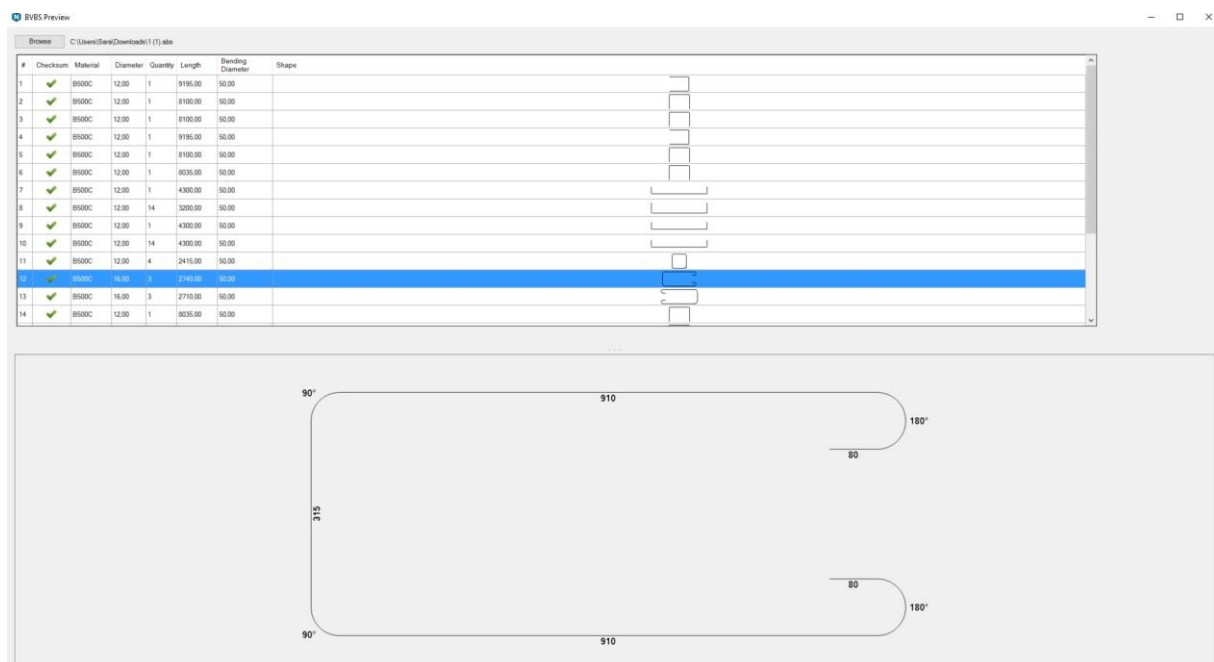 BVBS Preview
Browse C:\Users\Sara\Downloads\1 (1).abs
# Checksum Material Diameter Quantity Length Bending Diameter Shape
1 B500C 12,00 1 9195,00 50,00
2 B500C 12,00 1 8100,00 50,00
3 B500C 12,00 1 8100,00 50,00
4 B500C 12,00 1 9195,00 50,00
5 B500C 12,00 1 8100,00 50,00
6 B500C 12,00 1 8035,00 50,00
7 B500C 12,00 1 4300,00 50,00
8 B500C 12,00 14 3200,00 50,00
9 B500C 12,00 1 4300,00 50,00
10 B500C 12,00 14 4300,00 50,00
11 B500C 12,00 4 2415,00 50,00
12 B500C 16,00 3 2740,00 50,00
13 B500C 16,00 3 2710,00 50,00
14 B500C 12,00 1 8035,00 50,00
90°
910
180°
80
315
80
180°
90°
910